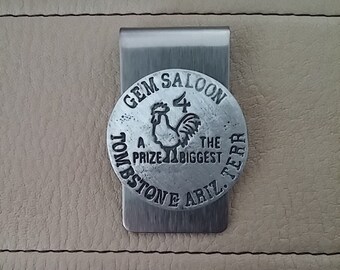 GEM SALOON
4
A THE
PRIZE BIGGEST
TOMBSTONE ARIZ. TERR